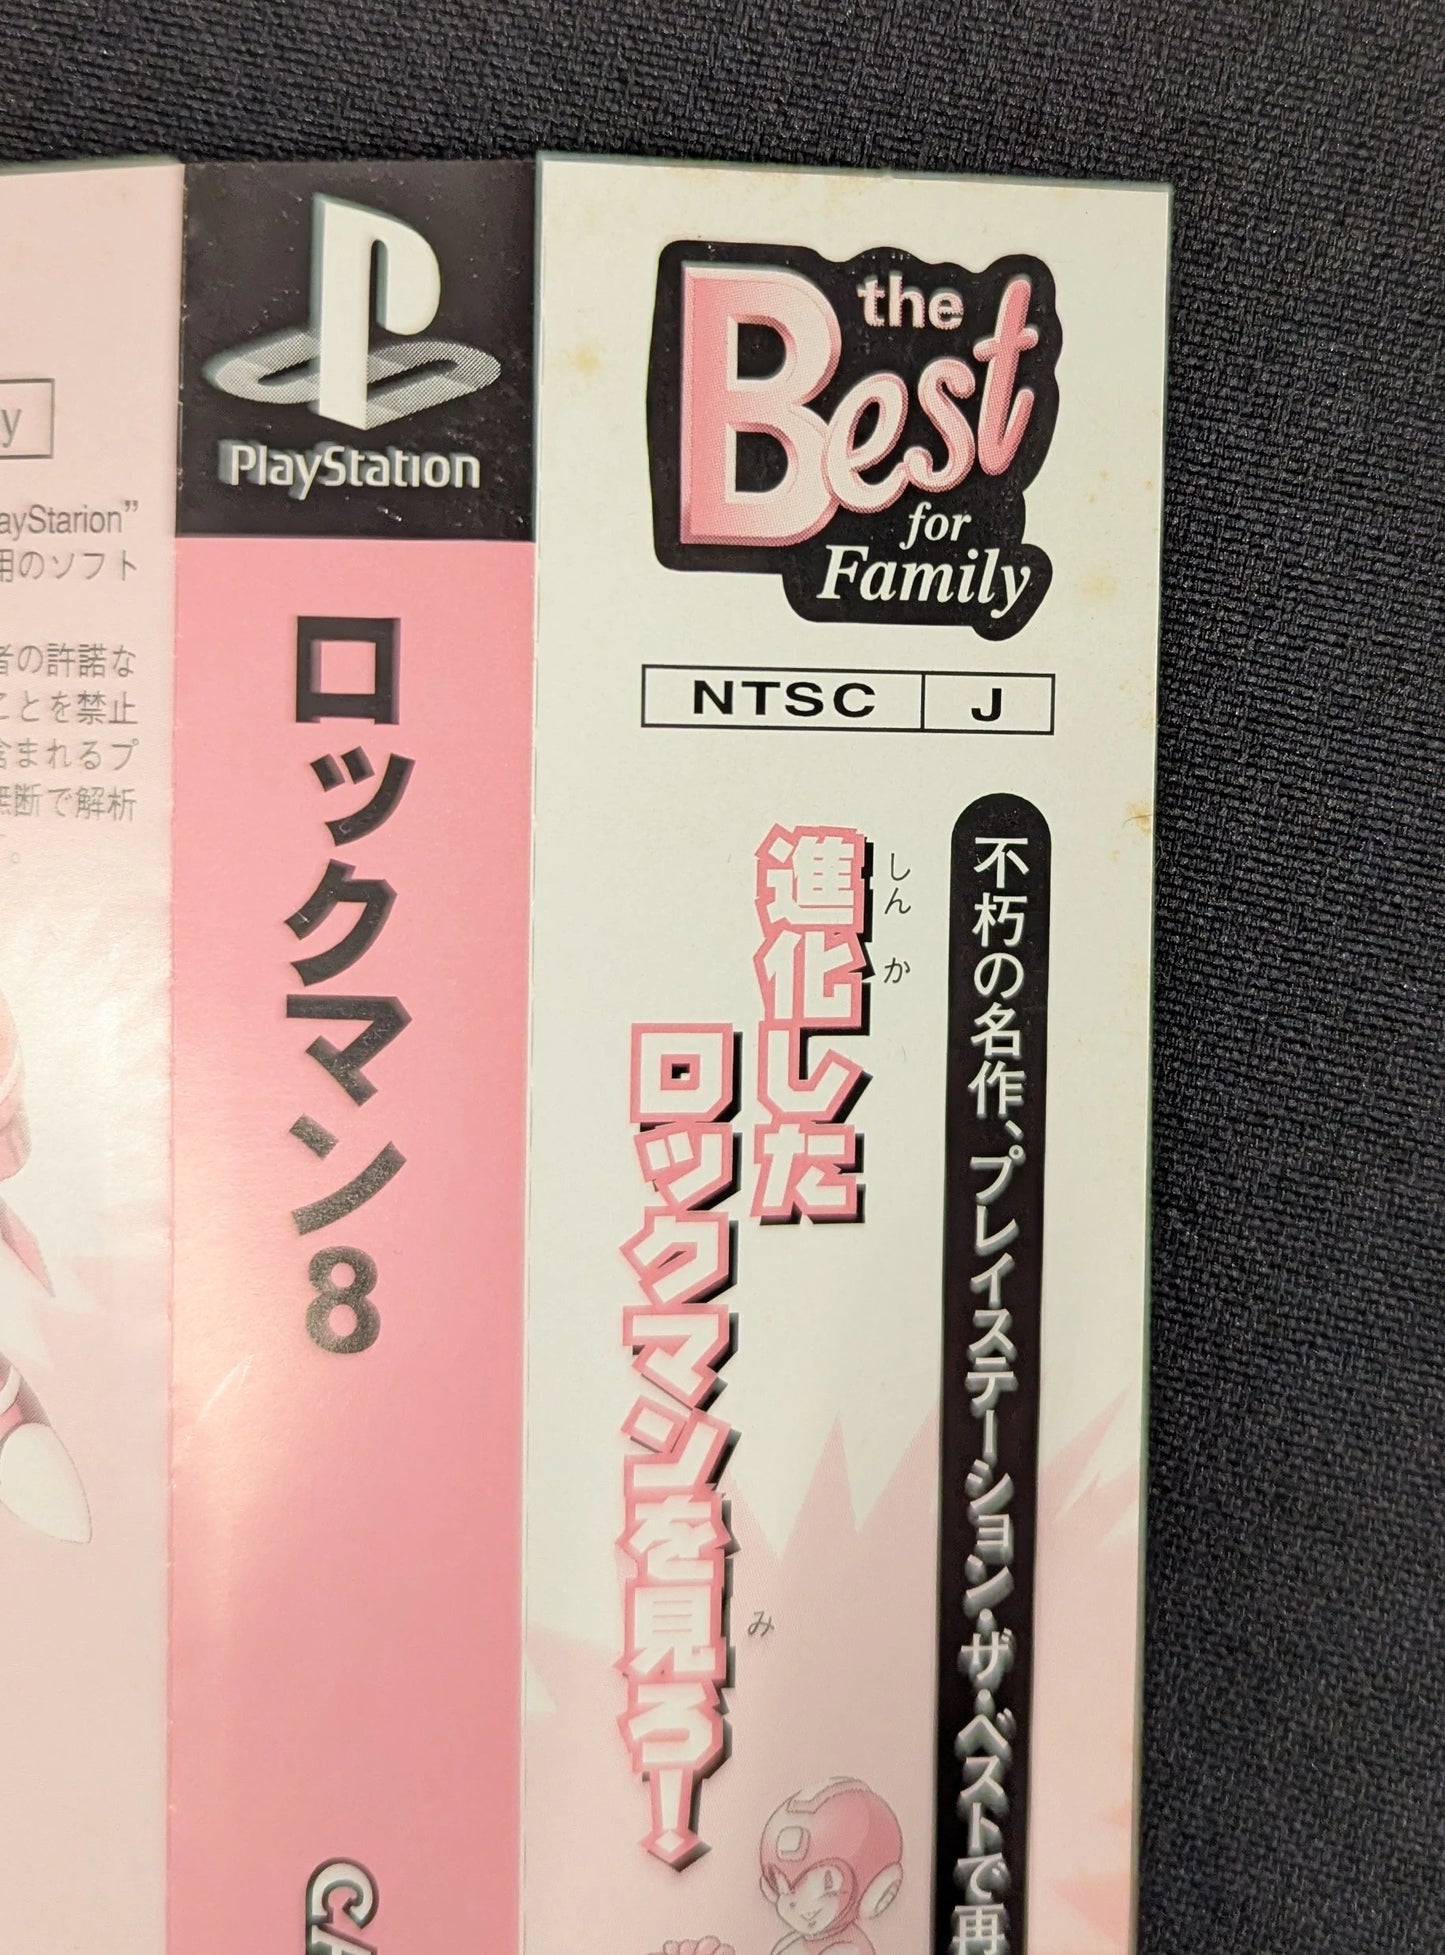 y
ayStarion”
用のソフト
者の許諾な
ことを禁止
含まれるプ
無断で解析
。
PlayStation
ロックマン8
CA
the
Best
for
Family
NTSC J
不朽の名作、プレイステーション・ザ・ベストで再
進化した
しんか
ロックマンを見ろ！
み